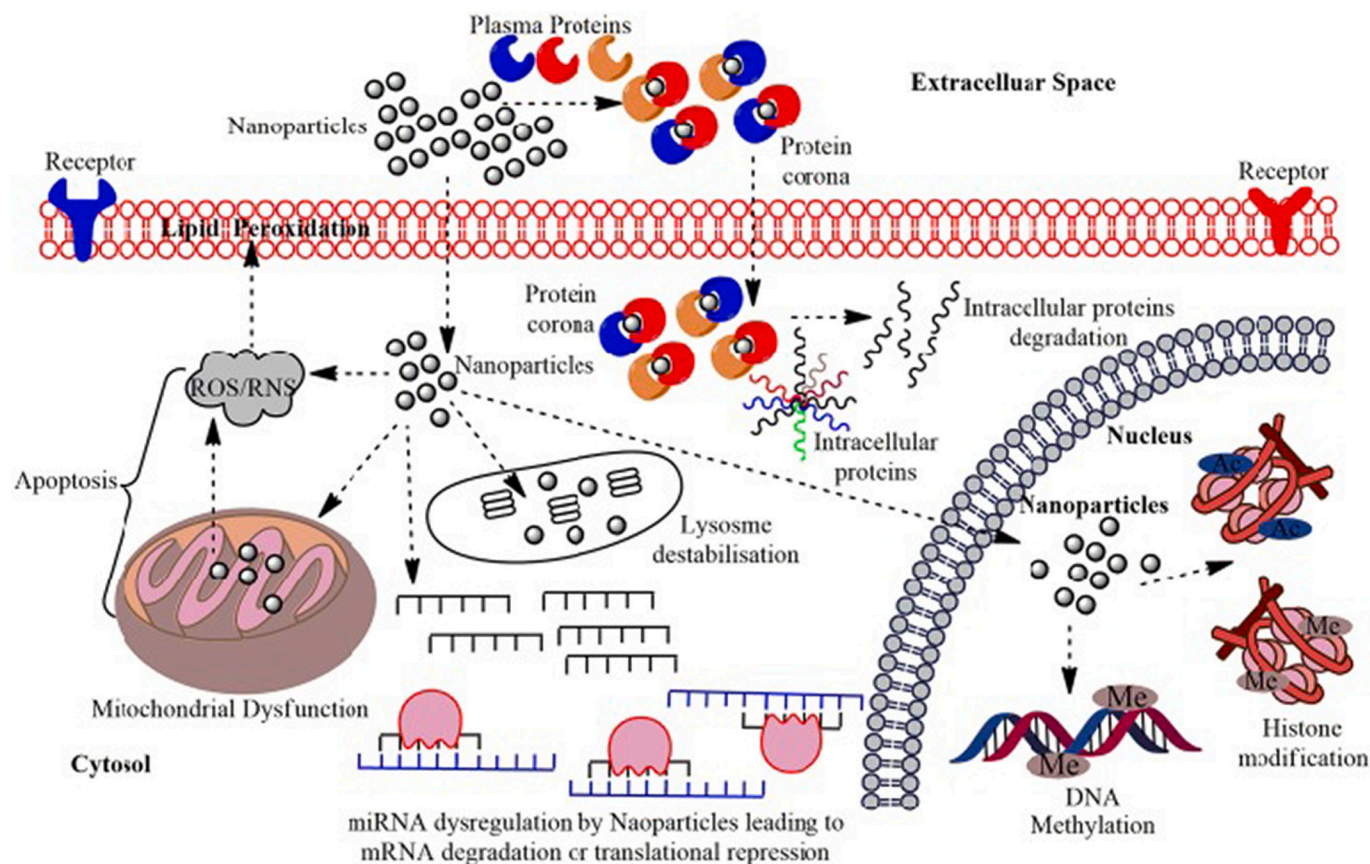 Plasma Proteins
Extracelluar Space
Nanoparticles
Protein
corona
Receptor
Receptor
Lipid Peroxidation
Protein
corona
Intracellular proteins
degradation
Nanoparticles
ROS/RNS
Intracellular
proteins
Nucleus
Ac
Ac
Apoptosis
Nanoparticles
Lysosme
destabilisation
Me
Me
Mitochondrial Dysfunction
Me
Me
Histone
modification
Cytosol
DNA
Methylation
miRNA dysregulation by Naoparticles leading to
mRNA degradation or translational repression